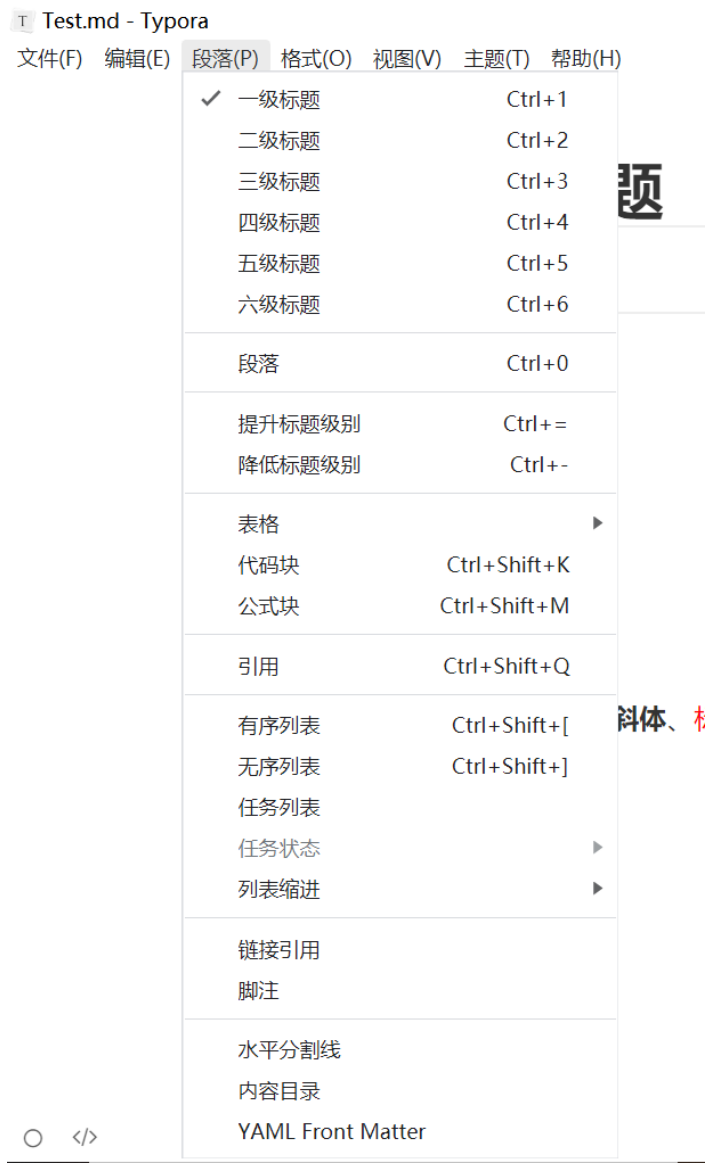 T Test.md - Typora
文件(F) 编辑(E) 段落(P) 格式(O) 视图(V) 主题(T) 帮助(H)
一级标题 Ctrl+1
二级标题 Ctrl+2
三级标题 Ctrl+3
题
四级标题 Ctrl+4
五级标题 Ctrl+5
六级标题 Ctrl+6
段落 Ctrl+0
提升标题级别 Ctrl+=
降低标题级别 Ctrl+-
表格
代码块 Ctrl+Shift+K
公式块 Ctrl+Shift+M
引用 Ctrl+Shift+Q
斜体、
有序列表 Ctrl+Shift+[
无序列表 Ctrl+Shift+]
任务列表
任务状态
列表缩进
链接引用
脚注
水平分割线
内容目录
YAML Front Matter
</>